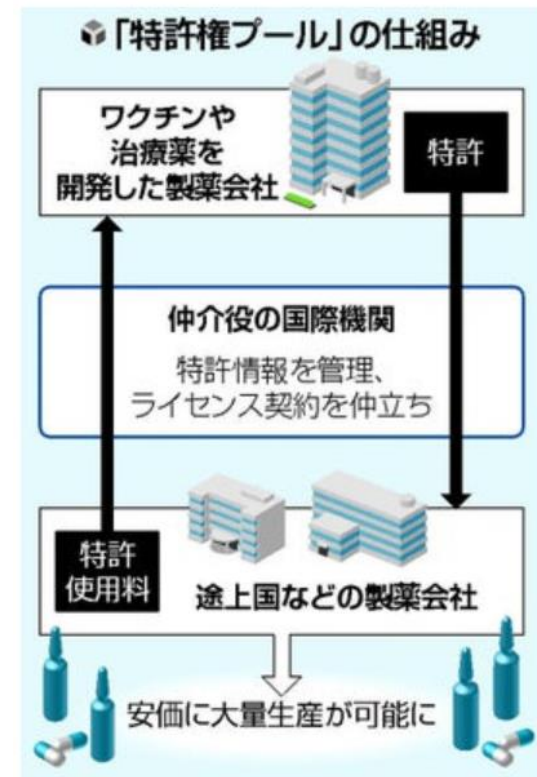 「特許権プール」の仕組み
ワクチンや
治療薬を
開発した製薬会社
特許
仲介役の国際機関
特許情報を管理、
ライセンス契約を仲立ち
特許
使用料
途上国などの製薬会社
安価に大量生産が可能に